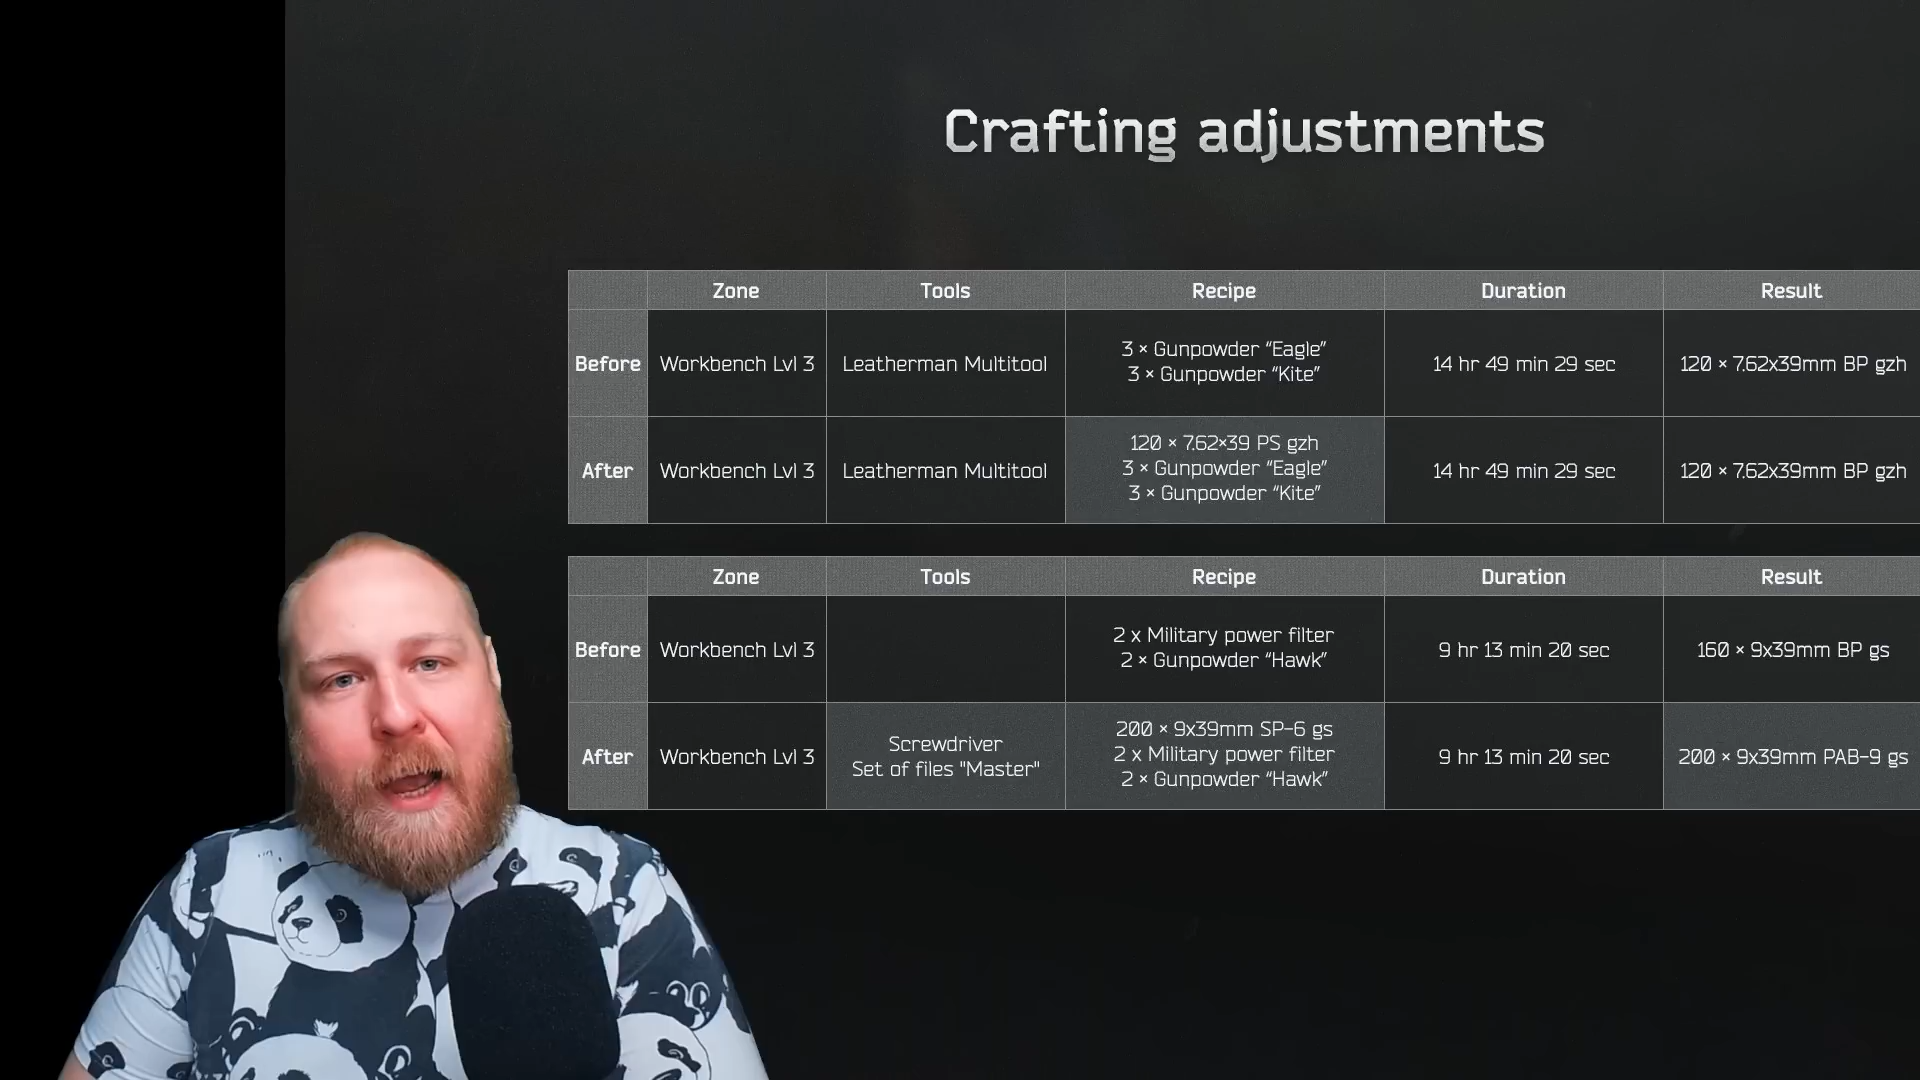 Crafting adjustments
Zone Tools Recipe Duration Result
Before Workbench Lvl 3 Leatherman Multitool 3 × Gunpowder “Eagle” 14 hr 49 min 29 sec 120 × 7.62x39mm BP gzh
3 × Gunpowder “Kite”
After Workbench Lvl 3 Leatherman Multitool 120 × 7.62×39 PS gzh 14 hr 49 min 29 sec 120 × 7.62x39mm BP gzh
3 × Gunpowder “Eagle”
3 × Gunpowder “Kite”
Zone Tools Recipe Duration Result
Before Workbench Lvl 3 2 x Military power filter 9 hr 13 min 20 sec 160 × 9x39mm BP gs
2 × Gunpowder “Hawk”
After Workbench Lvl 3 Screwdriver 200 × 9x39mm SP-6 gs 9 hr 13 min 20 sec 200 × 9x39mm PAB-9 gs
Set of files "Master" 2 x Military power filter
2 × Gunpowder “Hawk”